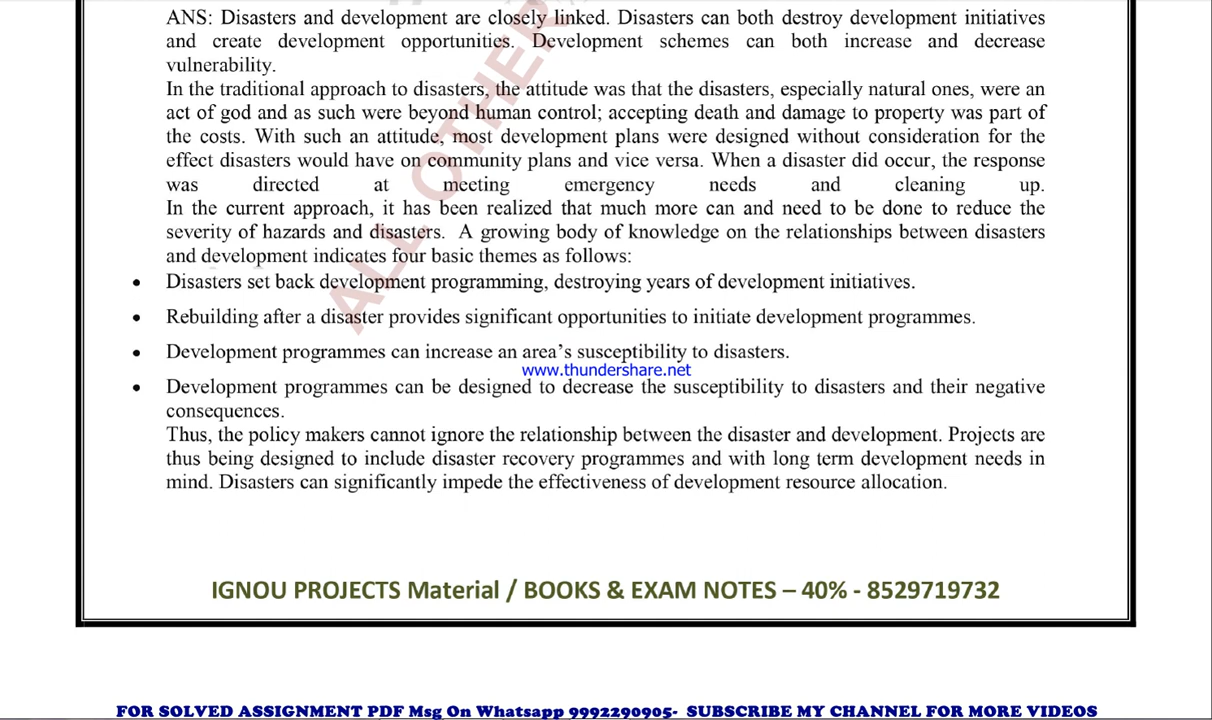 ANS: Disasters and development are closely linked. Disasters can both destroy development initiatives
and create development opportunities. Development schemes can both increase and decrease
vulnerability.
In the traditional approach to disasters, the attitude was that the disasters, especially natural ones, were an
act of god and as such were beyond human control; accepting death and damage to property was part of
the costs. With such an attitude, most development plans were designed without consideration for the
effect disasters would have on community plans and vice versa. When a disaster did occur, the response
was directed at meeting emergency needs and cleaning up.
In the current approach, it has been realized that much more can and need to be done to reduce the
severity of hazards and disasters. A growing body of knowledge on the relationships between disasters
and development indicates four basic themes as follows:
• Disasters set back development programming, destroying years of development initiatives.
• Rebuilding after a disaster provides significant opportunities to initiate development programmes.
• Development programmes can increase an area's susceptibility to disasters.
www.thundershare.net
• Development programmes can be designed to decrease the susceptibility to disasters and their negative
consequences.
Thus, the policy makers cannot ignore the relationship between the disaster and development. Projects are
thus being designed to include disaster recovery programmes and with long term development needs in
mind. Disasters can significantly impede the effectiveness of development resource allocation.
ALL OTHER
IGNOU PROJECTS Material / BOOKS & EXAM NOTES – 40% - 8529719732
FOR SOLVED ASSIGNMENT PDF Msg On Whatsapp 9992290905- SUBSCRIBE MY CHANNEL FOR MORE VIDEOS